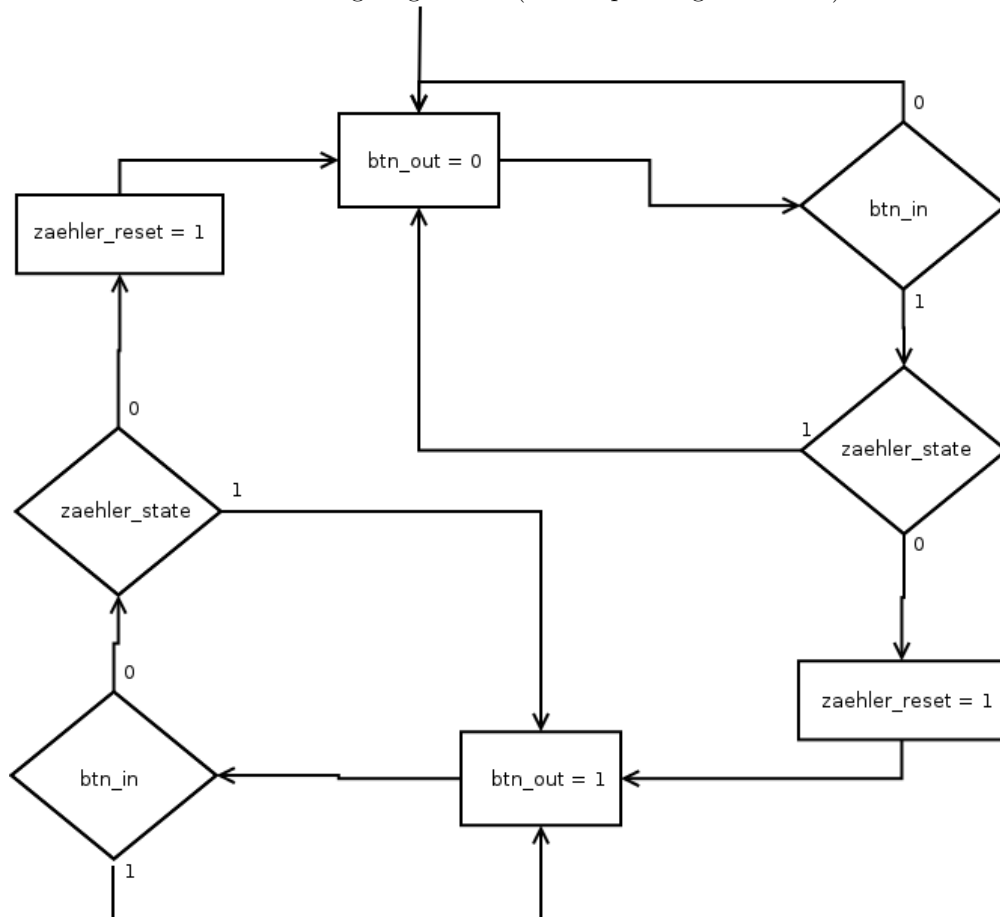 0
btn_out = 0
btn_in
zaehler_reset = 1
1
0
1
zaehler_state
1
zaehler_state
0
0
zaehler_reset = 1
btn_in
btn_out = 1
1